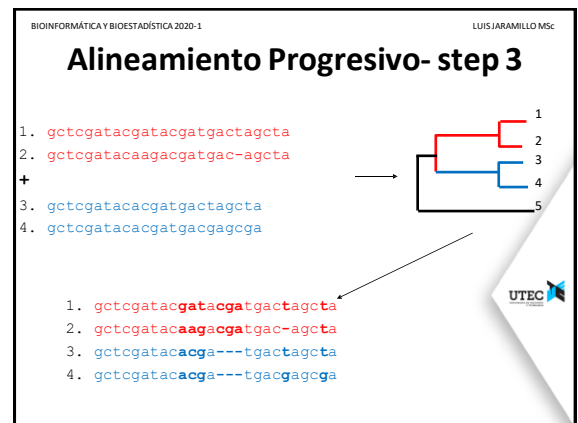 BIOINFORMÁTICA Y BIOESTADÍSTICA 2020-1
LUIS JARAMILLO MSc
Alineamiento Progresivo- step 3
1. gctcgatacgatacgatgactagcta
2. gctcgatacaagacgatgac-agcta
+
3. gctcgatacacgatgactagcta
4. gctcgatacacgatgacgagcga
1
2
3
4
5
UTEC
1. gctcgatacgatacgatgactagcta
2. gctcgatacaagacgatgac-agcta
3. gctcgatacacga---tgactagcta
4. gctcgatacacga---tgacgagcga